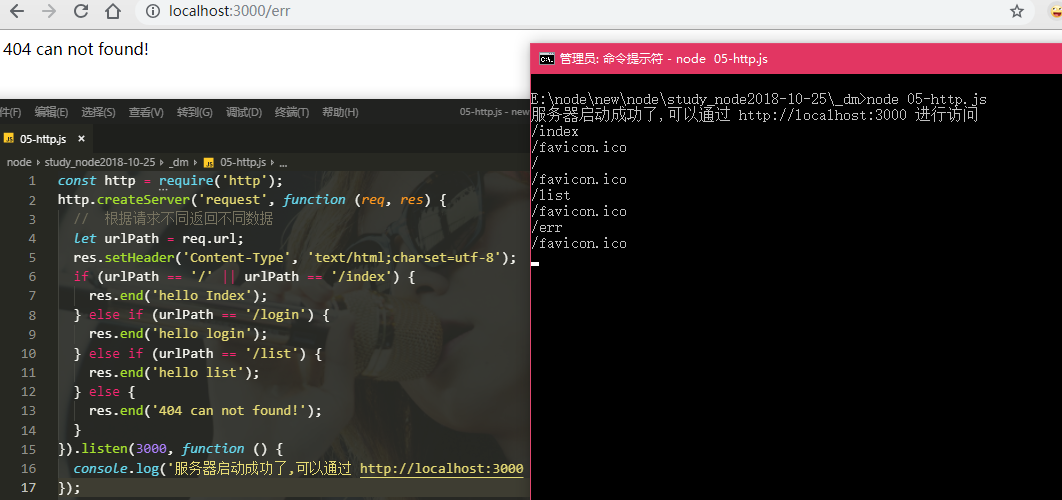 localhost:3000/err
404 can not found!
管理员: 命令提示符 - node 05-http.js
E:\node\new\node\study_node2018-10-25\_dm>node 05-http.js
服务器启动成功了,可以通过 http://localhost:3000 进行访问
/index
/favicon.ico
/
/favicon.ico
/list
/favicon.ico
/err
/favicon.ico
件(F) 编辑(E) 选择(S) 查看(V) 转到(G) 调试(D) 终端(T) 帮助(H) 05-http.js - new
JS 05-http.js ×
node › study_node2018-10-25 › _dm › JS 05-http.js › ...
1 const http = require('http');
2 http.createServer('request', function (req, res) {
3 // 根据请求不同返回不同数据
4 let urlPath = req.url;
5 res.setHeader('Content-Type', 'text/html;charset=utf-8');
6 if (urlPath == '/' || urlPath == '/index') {
7 res.end('hello Index');
8 } else if (urlPath == '/login') {
9 res.end('hello login');
10 } else if (urlPath == '/list') {
11 res.end('hello list');
12 } else {
13 res.end('404 can not found!');
14 }
15 }).listen(3000, function () {
16 console.log('服务器启动成功了,可以通过 http://localhost:3000
17 });